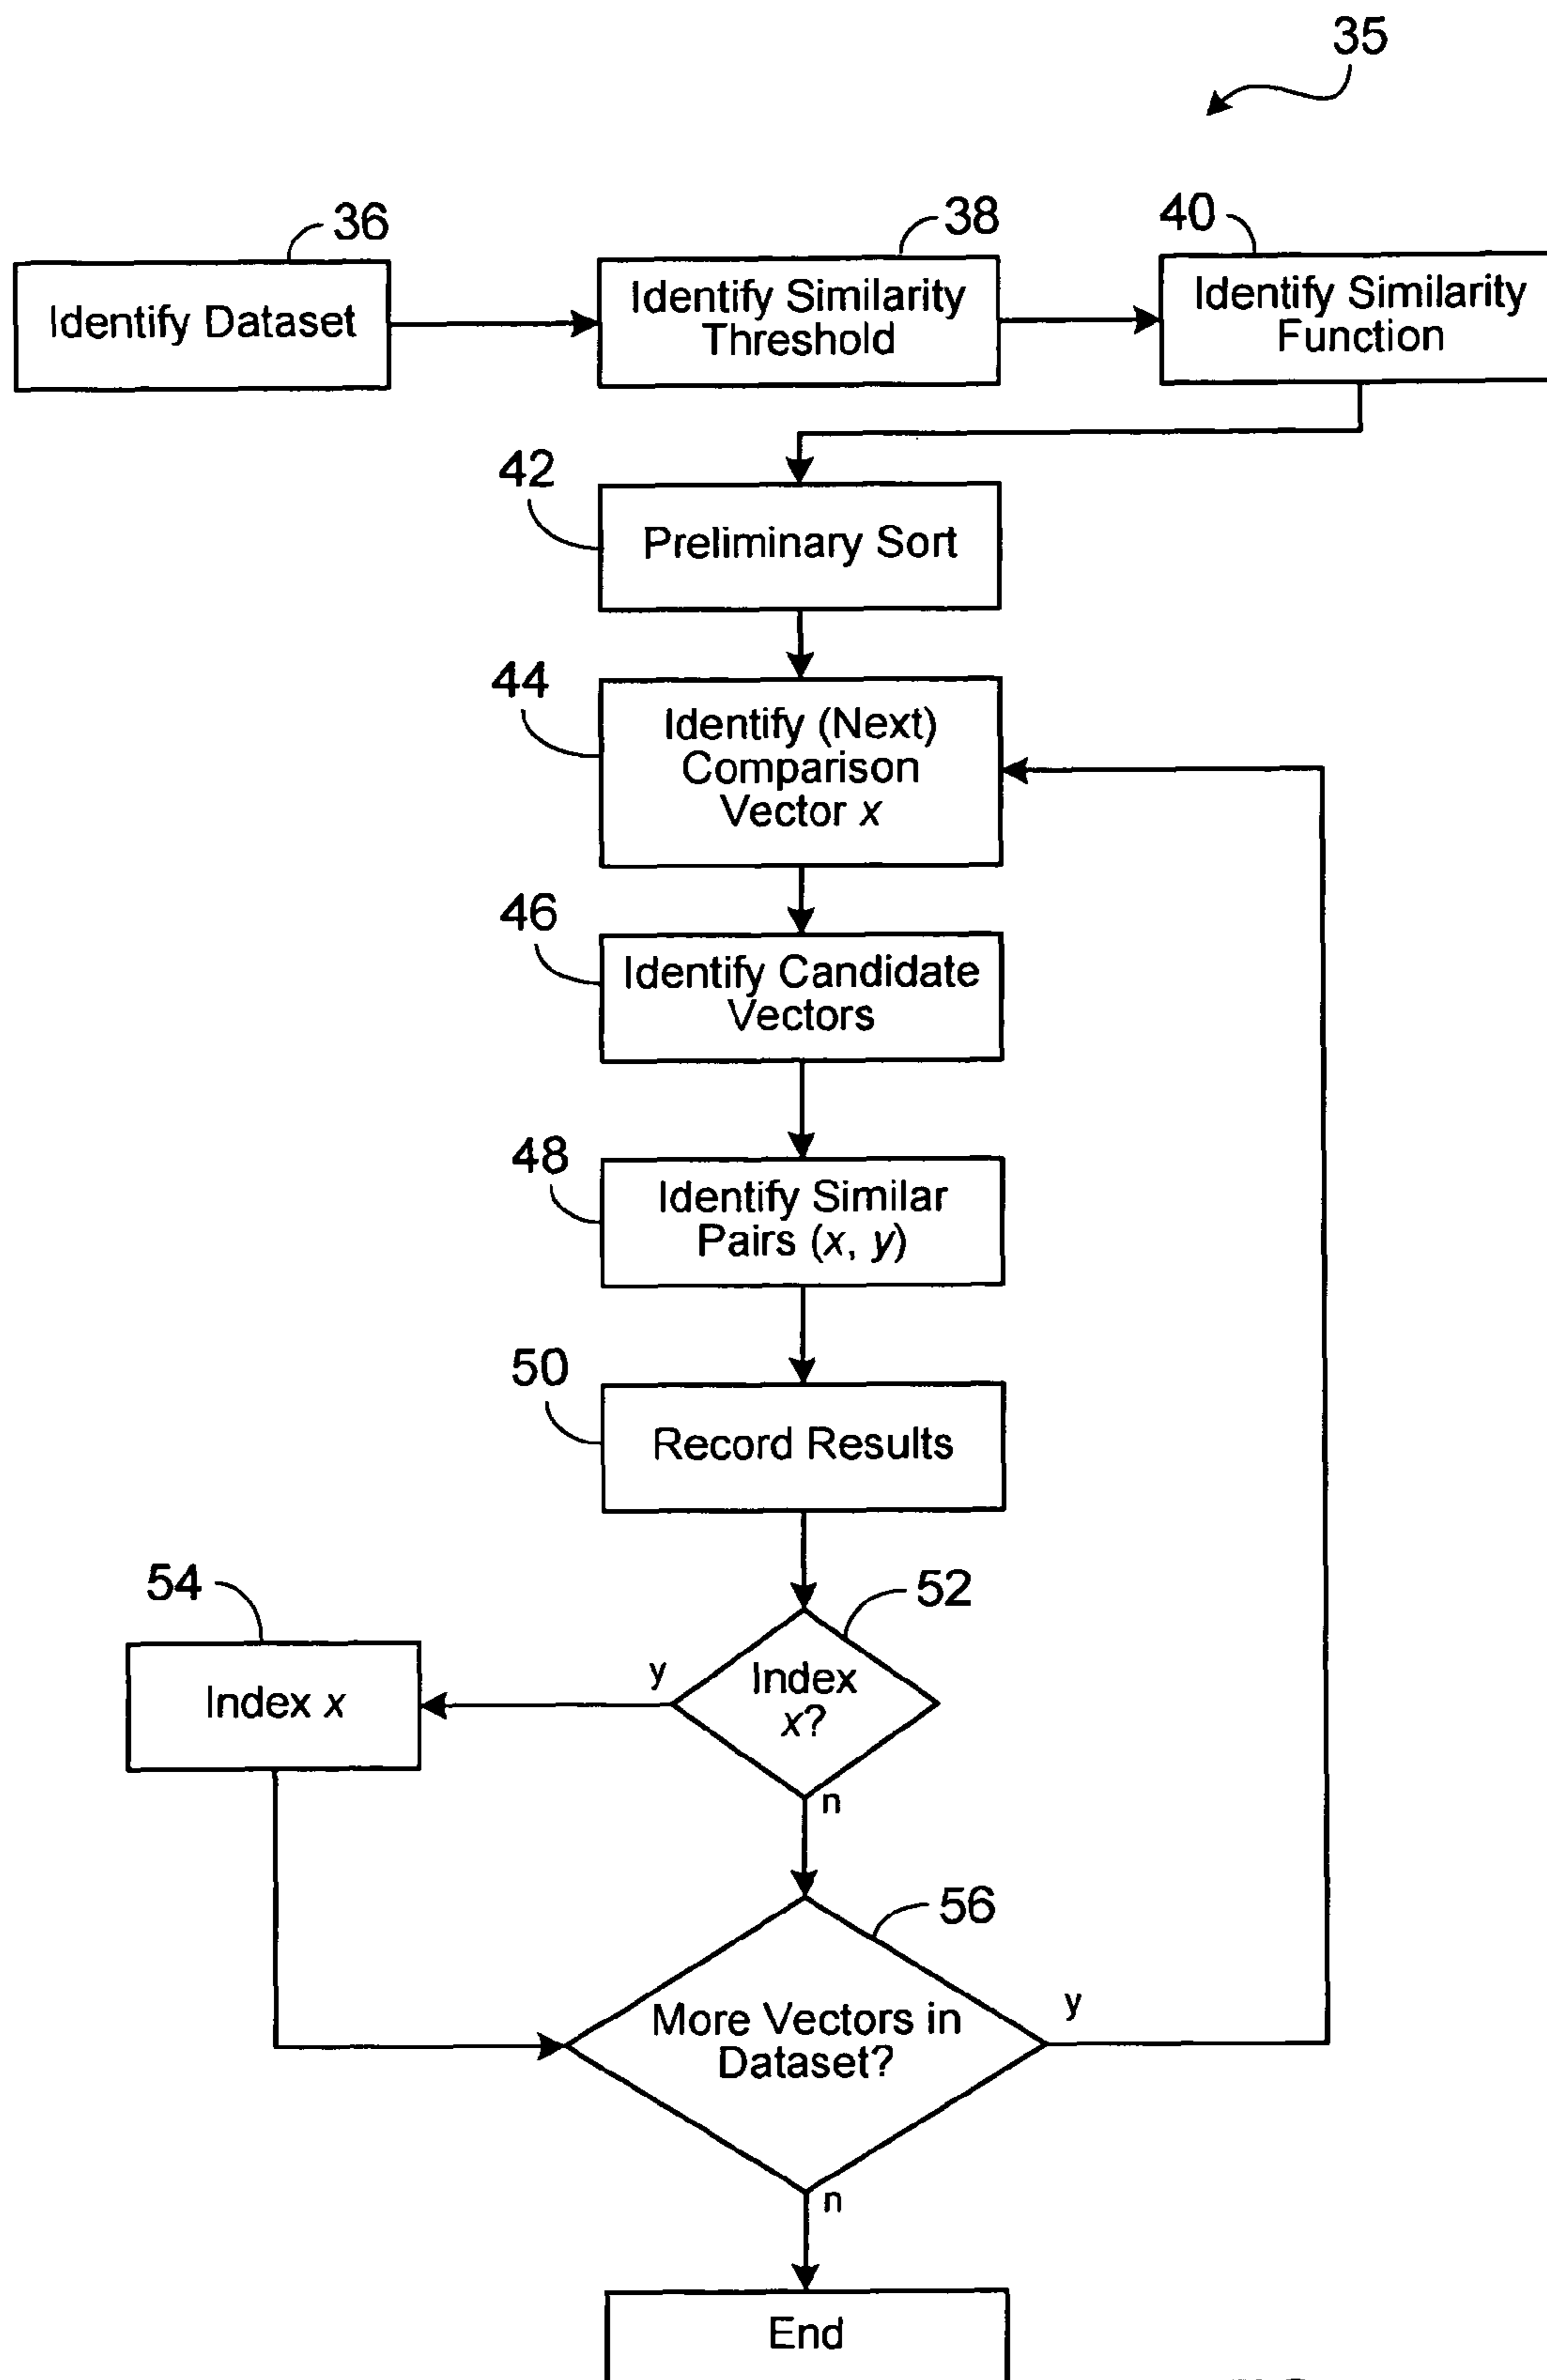 35
36
38
40
Identify Dataset
Identify Similarity
Threshold
Identify Similarity
Function
42
Preliminary Sort
44
Identify (Next)
Comparison
Vector x
46
Identify Candidate
Vectors
48
Identify Similar
Pairs (x, y)
50
Record Results
54
52
Index x
y
Index
x?
n
56
More Vectors in
Dataset?
y
n
End